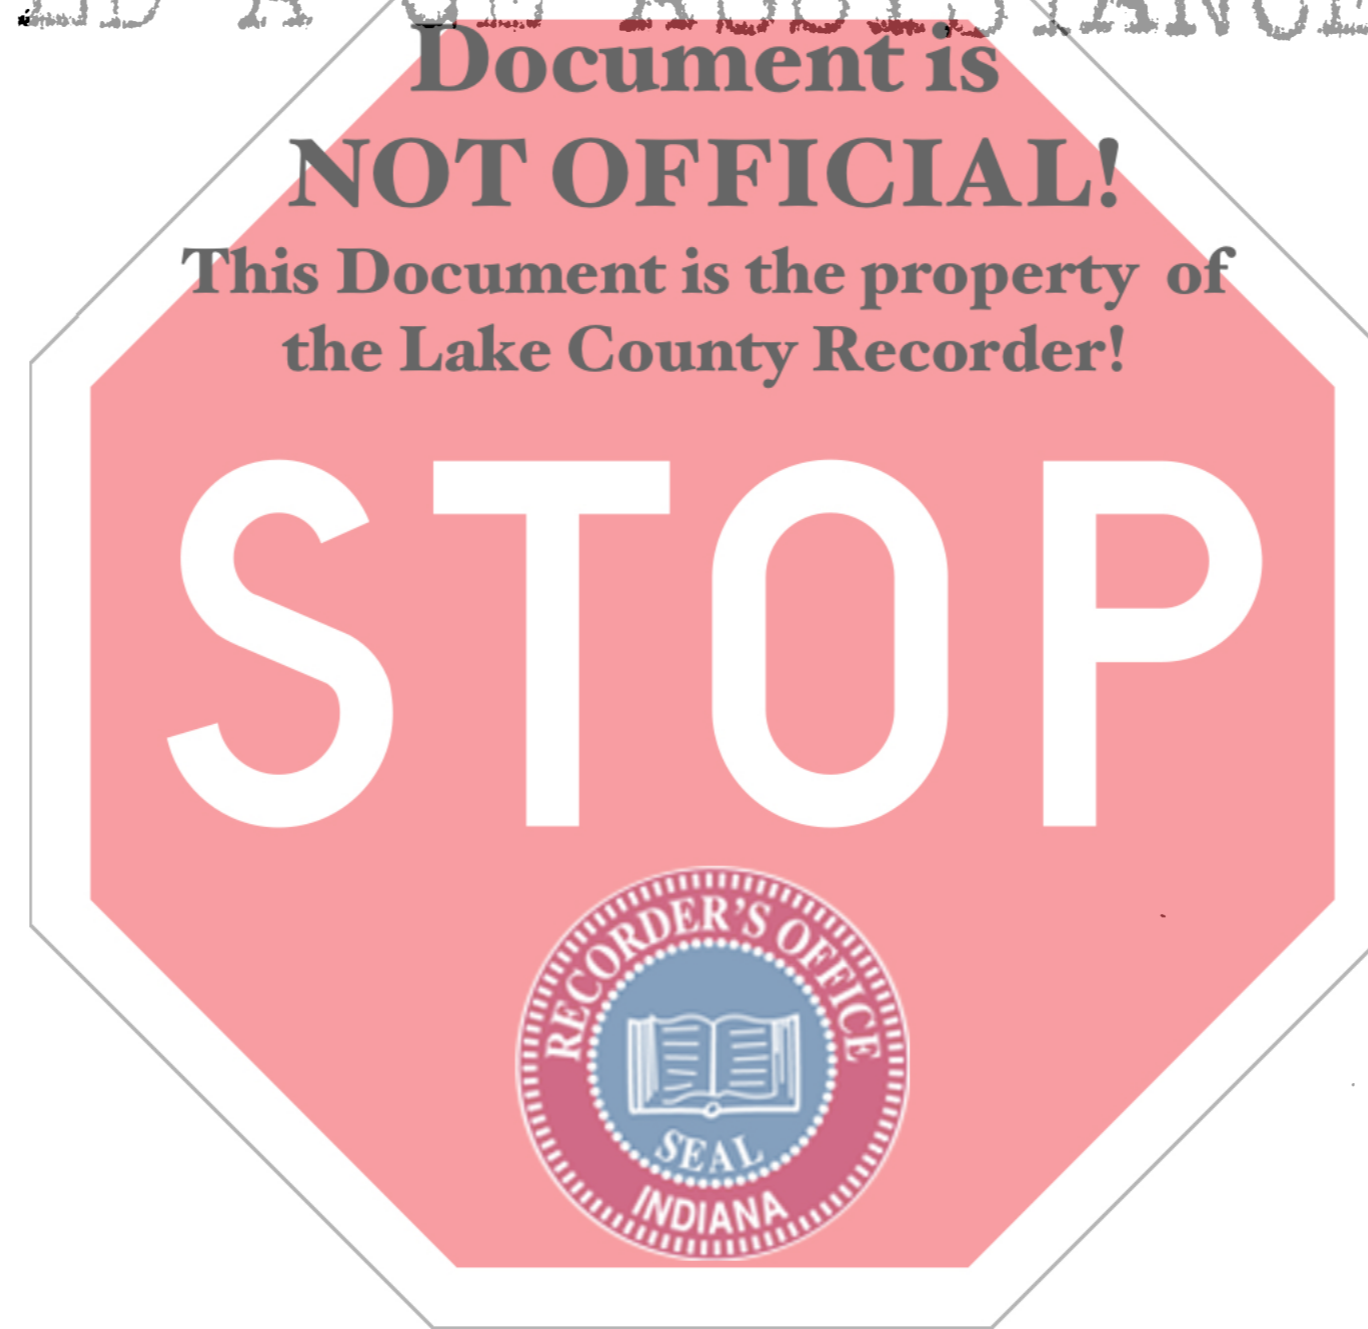 Document is
NOT OFFICIAL!
This Document is the property of
the Lake County Recorder!
STOP
RECORDER'S OFFICE
SEAL
INDIANA